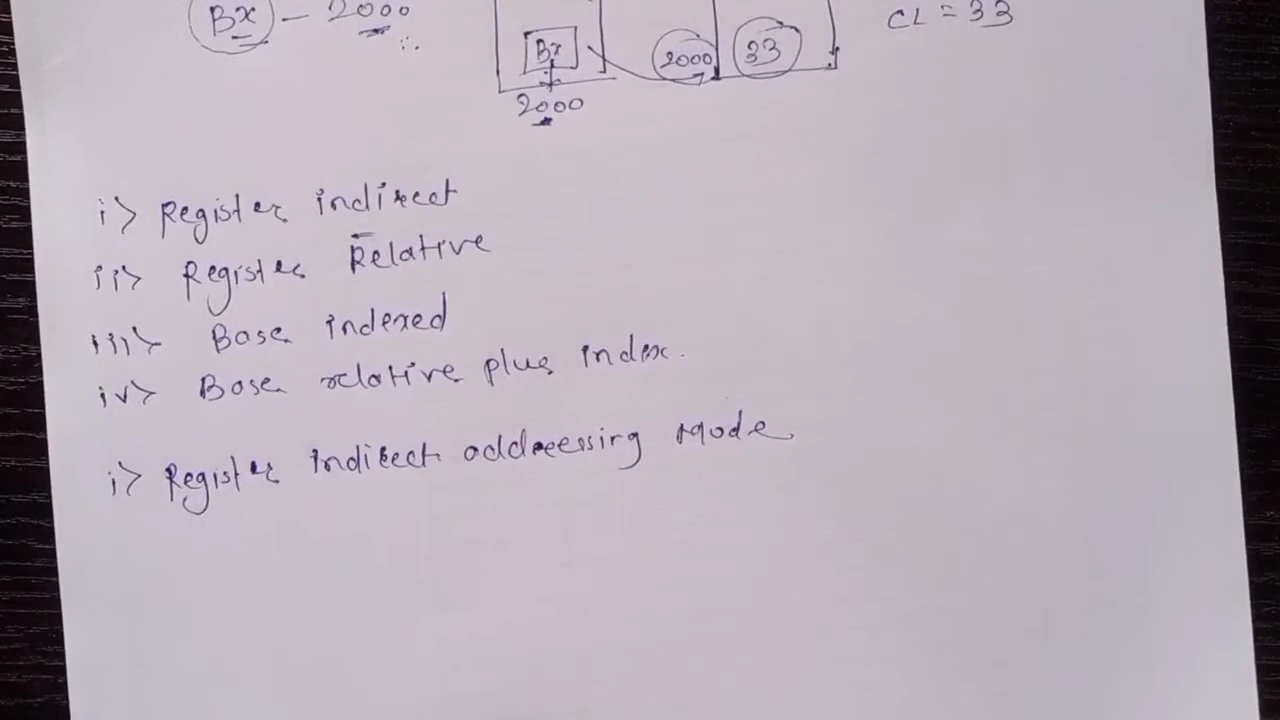 Bx - 2000
Bx
2000
33
CL = 33
2000
i> Register indirect
ii> Register Relative
iii> Base indexed
iv> Base relative plus index.
i> Register indirect addressing Mode